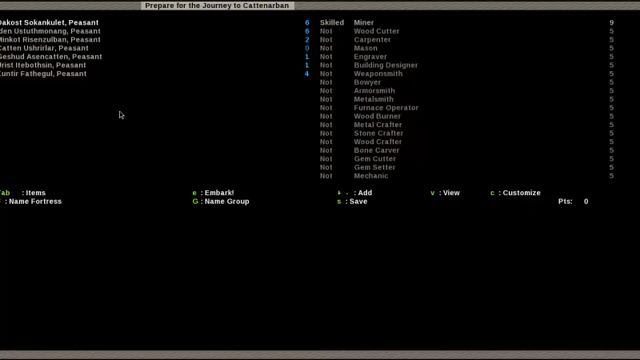 Prepare for the Journey to Cattenarban
Dakost Sokankulet, Peasant 6 Skilled Miner 9
den Ustuthmonang, Peasant 6 Not Wood Cutter 5
Minkot Risenzulban, Peasant 2 Not Carpenter 5
Catten Ushrirlar, Peasant 0 Not Mason 5
Geshud Asencatten, Peasant 1 Not Engraver 5
Urist Itebothsin, Peasant 1 Not Building Designer 5
Kuntir Fathegul, Peasant 4 Not Weaponsmith 5
Not Bowyer 5
Not Armorsmith 5
Not Metalsmith 5
Not Furnace Operator 5
Not Wood Burner 5
Not Metal Crafter 5
Not Stone Crafter 5
Not Wood Crafter 5
Not Bone Carver 5
Not Gem Cutter 5
Not Gem Setter 5
Not Mechanic 5
ab : Items e : Embark! + - : Add v : View c : Customize
: Name Fortress G : Name Group s : Save Pts: 0